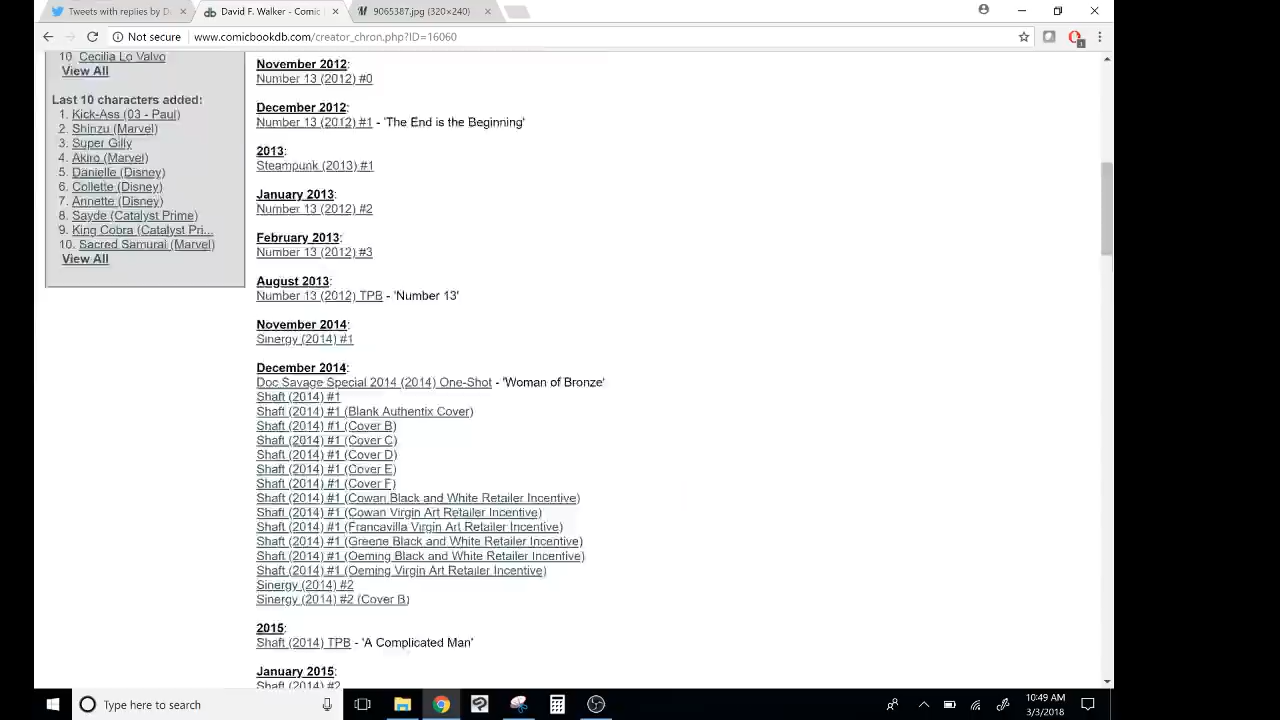 Tweets with replies by D
David F. Walker - Comic
9065387.jpg (320×240)
Not secure
www.comicbookdb.com/creator_chron.php?ID=16060
1
10 Cecilia Lo Valvo
View All
Last 10 characters added:
1. Kick-Ass (03 - Paul)
2. Shinzu (Marvel)
3. Super Gilly
4. Akiro (Marvel)
5. Danielle (Disney)
6. Collette (Disney)
7. Annette (Disney)
8. Sayde (Catalyst Prime)
9. King Cobra (Catalyst Pri...
10. Sacred Samurai (Marvel)
View All
November 2012:
Number 13 (2012) #0
December 2012:
Number 13 (2012) #1 - 'The End is the Beginning'
2013:
Steampunk (2013) #1
January 2013:
Number 13 (2012) #2
February 2013:
Number 13 (2012) #3
August 2013:
Number 13 (2012) TPB - 'Number 13'
November 2014:
Sinergy (2014) #1
December 2014:
Doc Savage Special 2014 (2014) One-Shot - 'Woman of Bronze'
Shaft (2014) #1
Shaft (2014) #1 (Blank Authentix Cover)
Shaft (2014) #1 (Cover B)
Shaft (2014) #1 (Cover C)
Shaft (2014) #1 (Cover D)
Shaft (2014) #1 (Cover E)
Shaft (2014) #1 (Cover F)
Shaft (2014) #1 (Cowan Black and White Retailer Incentive)
Shaft (2014) #1 (Cowan Virgin Art Retailer Incentive)
Shaft (2014) #1 (Francavilla Virgin Art Retailer Incentive)
Shaft (2014) #1 (Greene Black and White Retailer Incentive)
Shaft (2014) #1 (Oeming Black and White Retailer Incentive)
Shaft (2014) #1 (Oeming Virgin Art Retailer Incentive)
Sinergy (2014) #2
Sinergy (2014) #2 (Cover B)
2015:
Shaft (2014) TPB - 'A Complicated Man'
January 2015:
Shaft (2014) #2
Type here to search
10:49 AM
3/3/2018